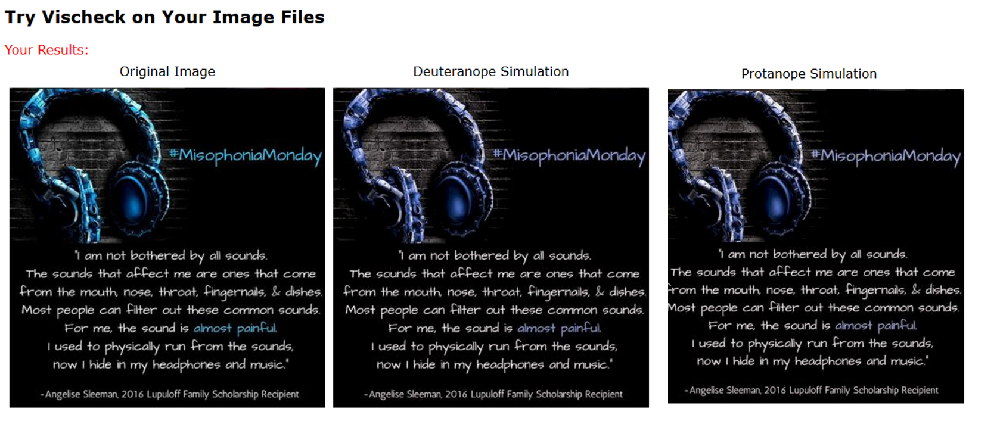 Try Vischeck on Your Image Files
Your Results:
Original Image
#MisophoniaMonday
"I am not bothered by all sounds.
The sounds that affect me are ones that come
from the mouth, nose, throat, fingernails, & dishes.
Most people can filter out these common sounds.
For me, the sound is almost painful.
I used to physically run from the sounds,
now I hide in my headphones and music."
-Angelise Sleeman, 2016 Lupuloff Family Scholarship Recipient
Deuteranope Simulation
#MisophoniaMonday
"I am not bothered by all sounds.
The sounds that affect me are ones that come
from the mouth, nose, throat, fingernails, & dishes.
Most people can filter out these common sounds.
For me, the sound is almost painful.
I used to physically run from the sounds,
now I hide in my headphones and music."
-Angelise Sleeman, 2016 Lupuloff Family Scholarship Recipient
Protanope Simulation
#MisophoniaMonday
"I am not bothered by all sounds.
The sounds that affect me are ones that come
from the mouth, nose, throat, fingernails, & dishes.
Most people can filter out these common sounds.
For me, the sound is almost painful.
I used to physically run from the sounds,
now I hide in my headphones and music."
-Angelise Sleeman, 2016 Lupuloff Family Scholarship Recipient